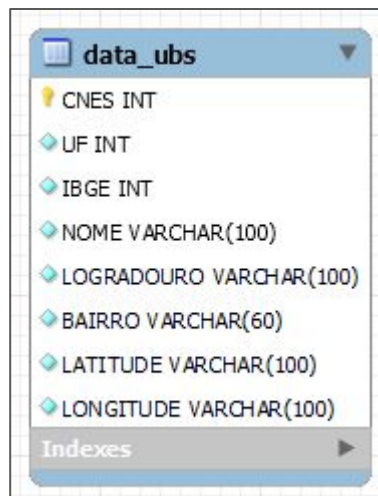 data_ubs
CNES INT
UF INT
IBGE INT
NOME VARCHAR(100)
LOGRADOURO VARCHAR(100)
BAIRRO VARCHAR(60)
LATITUDE VARCHAR(100)
LONGITUDE VARCHAR(100)
Indexes